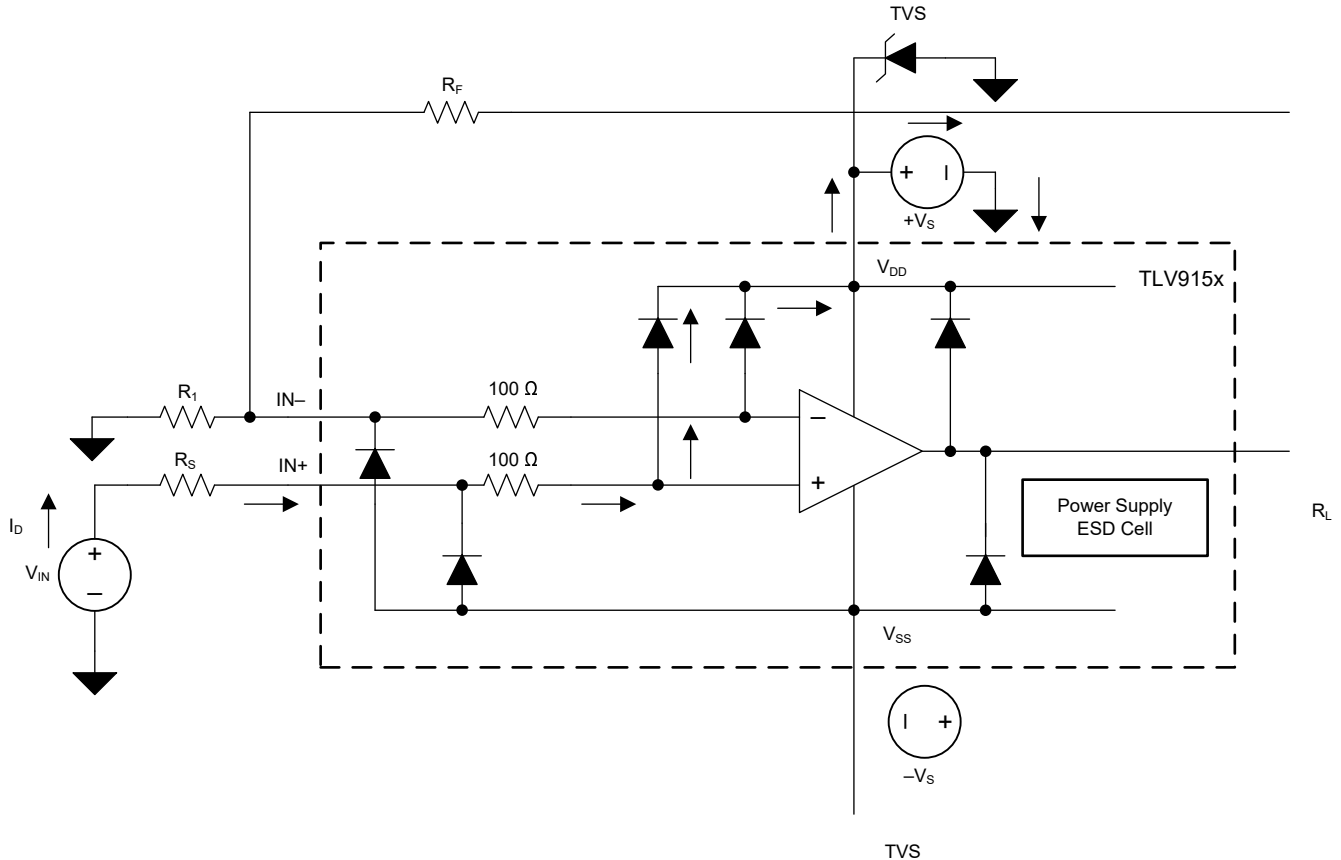 TVS
RF
+
–
+VS
VDD
TLV915x
R1
IN–
100 Ω
–
RS
IN+
100 Ω
+
Power Supply
ESD Cell
RL
ID
+
VIN
–
VSS
–
+
–VS
TVS